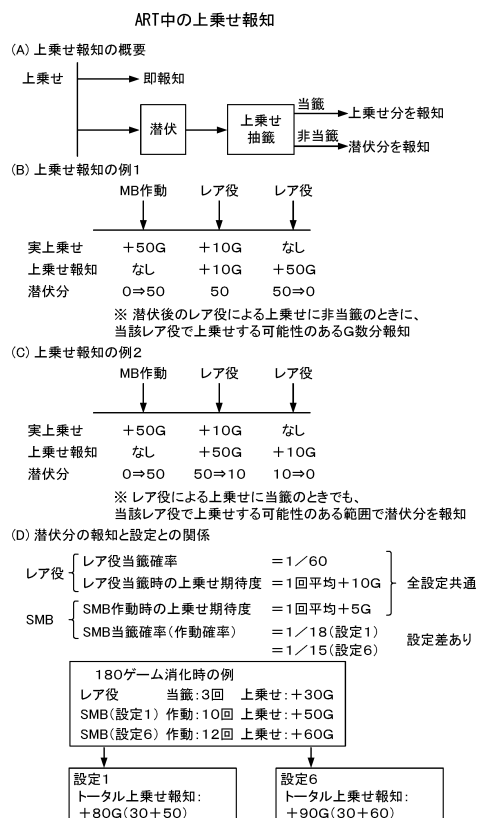 ART中の上乗せ報知
(A) 上乗せ報知の概要
上乗せ
即報知
潜伏
上乗せ
抽籤
当籤
上乗せ分を報知
非当籤
潜伏分を報知
(B) 上乗せ報知の例1
MB作動 レア役 レア役
実上乗せ +50G +10G なし
上乗せ報知 なし +10G +50G
潜伏分 0⇒50 50 50⇒0
※ 潜伏後のレア役による上乗せに非当籤のときに、
当該レア役で上乗せする可能性のあるG数分報知
(C) 上乗せ報知の例2
MB作動 レア役 レア役
実上乗せ +50G +10G なし
上乗せ報知 なし +50G +10G
潜伏分 0⇒50 50⇒10 10⇒0
※ レア役による上乗せに当籤のときでも、
当該レア役で上乗せする可能性のある範囲で潜伏分を報知
(D) 潜伏分の報知と設定との関係
レア役
レア役当籤確率 =1/60
レア役当籤時の上乗せ期待度 =1回平均+10G
全設定共通
SMB
SMB作動時の上乗せ期待度 =1回平均+5G
SMB当籤確率(作動確率) =1/18(設定1)
=1/15(設定6)
設定差あり
180ゲーム消化時の例
レア役 当籤:3回 上乗せ:+30G
SMB(設定1) 作動:10回 上乗せ:+50G
SMB(設定6) 作動:12回 上乗せ:+60G
設定1
トータル上乗せ報知:
+80G(30+50)
設定6
トータル上乗せ報知:
+90G(30+60)